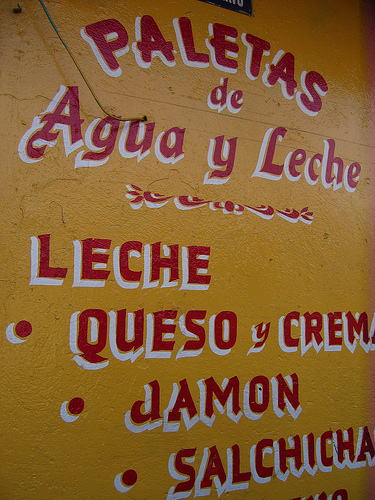 PALETAS
de
Agua y Leche
LECHE
• QUESO y CREMA
• JAMON
• SALCHICHA